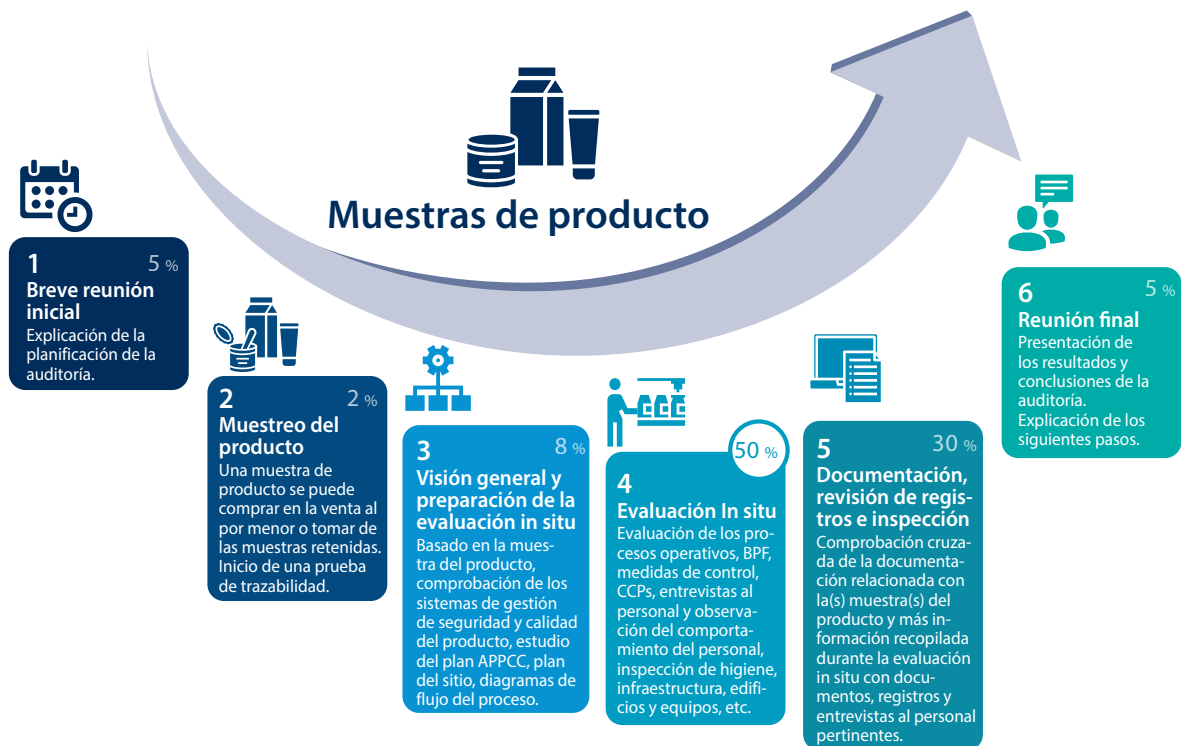 Muestras de producto
1
5 %
Breve reunión
inicial
Explicación de la
planificación de la
auditoría.
2
2 %
Muestreo del
producto
Una muestra de
producto se puede
comprar en la venta al
por menor o tomar de
las muestras retenidas.
Inicio de una prueba
de trazabilidad.
3
8 %
Visión general y
preparación de la
evaluación in situ
Basado en la mues-
tra del producto,
comprobación de los
sistemas de gestión
de seguridad y calidad
del producto, estudio
del plan APPCC, plan
del sitio, diagramas de
flujo del proceso.
4
50 %
Evaluación In situ
Evaluación de los pro-
cesos operativos, BPF,
medidas de control,
CCPs, entrevistas al
personal y observa-
ción del comporta-
miento del personal,
inspección de higiene,
infraestructura, edifi-
cios y equipos, etc.
5
30 %
Documentación,
revisión de regis-
tros e inspección
Comprobación cruza-
da de la documenta-
ción relacionada con
la(s) muestra(s) del
producto y más in-
formación recopilada
durante la evaluación
in situ con docu-
mentos, registros y
entrevistas al personal
pertinentes.
6
5 %
Reunión final
Presentación de
los resultados y
conclusiones de la
auditoría.
Explicación de los
siguientes pasos.